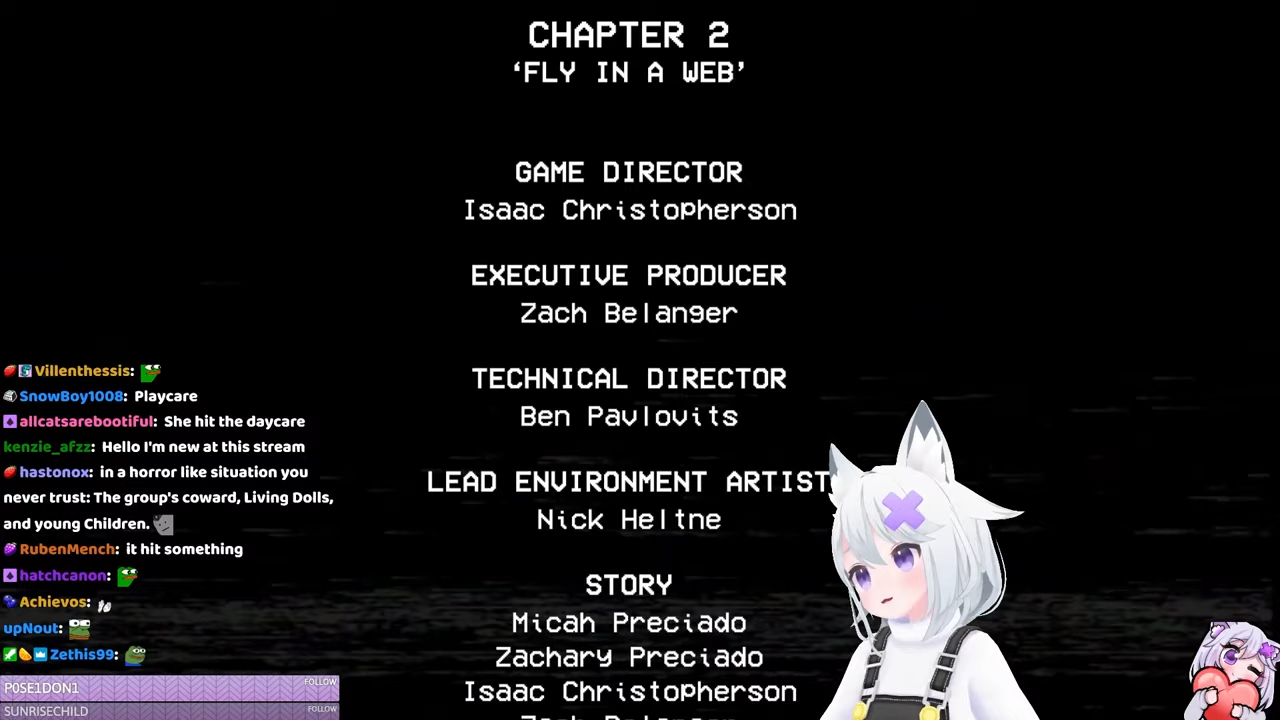 CHAPTER 2
‘FLY IN A WEB’
GAME DIRECTOR
Isaac Christopherson
EXECUTIVE PRODUCER
Zach Belanger
TECHNICAL DIRECTOR
Ben Pavlovits
LEAD ENVIRONMENT ARTIST
Nick Heltne
STORY
Micah Preciado
Zachary Preciado
Isaac Christopherson
Villenthessis:
SnowBoy1008: Playcare
allcatsarebootiful: She hit the daycare
kenzie_afzz: Hello I'm new at this stream
hastonox: in a horror like situation you
never trust: The group's coward, Living Dolls,
and young Children.
RubenMench: it hit something
hatchcanon:
Achievos:
upNout:
Zethis99:
P0SE1DON1 FOLLOW
SUNRISECHILD FOLLOW